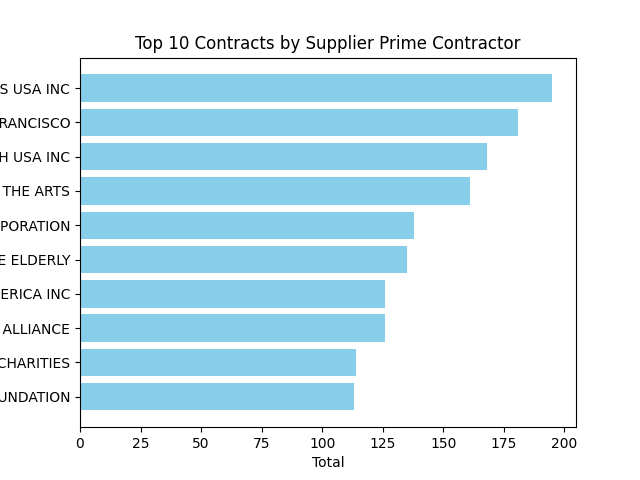 Top 10 Contracts by Supplier Prime Contractor
S USA INC
RANCISCO
H USA INC
THE ARTS
PORATION
E ELDERLY
ERICA INC
ALLIANCE
CHARITIES
UNDATION
0 25 50 75 100 125 150 175 200
Total